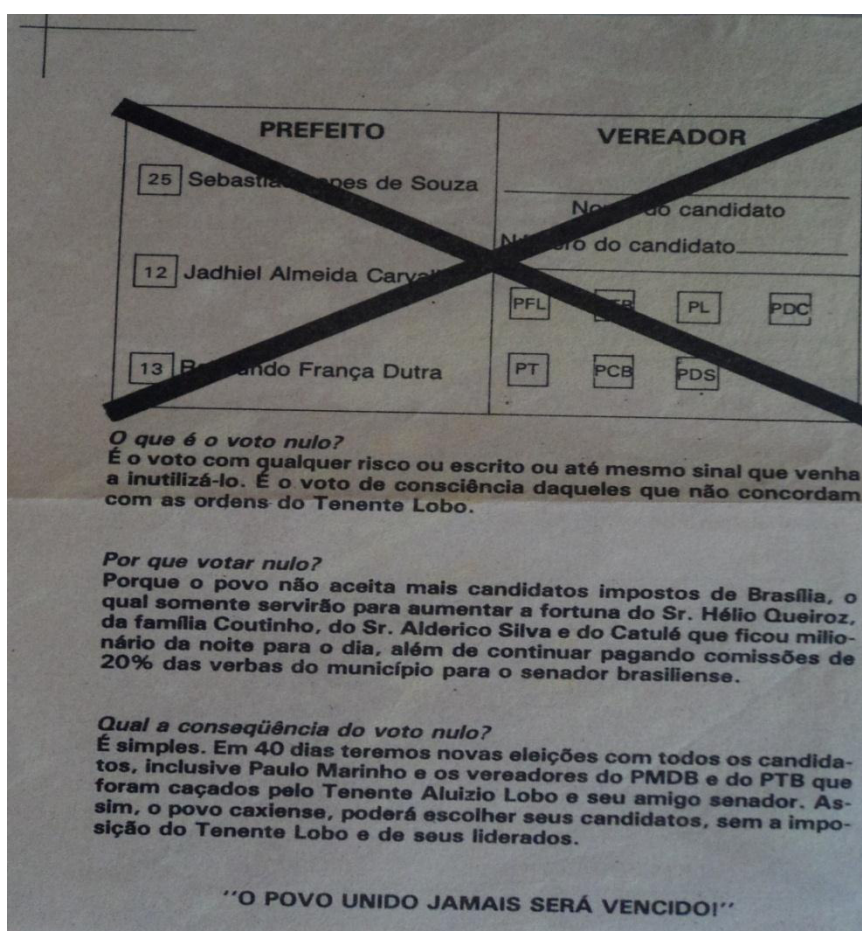 PREFEITO
VEREADOR
25 Sebastião Lopes de Souza
12 Jadhiel Almeida Carvalho
13 França Dutra
Nome do candidato
Número do candidato
PFL PTB PL PDC
PT PCB PDS
O que é o voto nulo?
É o voto com qualquer risco ou escrito ou até mesmo sinal que venha
a inutilizá-lo. É o voto de consciência daqueles que não concordam
com as ordens do Tenente Lobo.
Por que votar nulo?
Porque o povo não aceita mais candidatos impostos de Brasília, o
qual somente servirão para aumentar a fortuna do Sr. Hélio Queiroz,
da família Coutinho, do Sr. Alderico Silva e do Catulé que ficou milio-
nário da noite para o dia, além de continuar pagando comissões de
20% das verbas do município para o senador brasiliense.
Qual a conseqüência do voto nulo?
É simples. Em 40 dias teremos novas eleições com todos os candida-
tos, inclusive Paulo Marinho e os vereadores do PMDB e do PTB que
foram caçados pelo Tenente Aluizio Lobo e seu amigo senador. As-
sim, o povo caxiense, poderá escolher seus candidatos, sem a impo-
sição do Tenente Lobo e de seus liderados.
"O POVO UNIDO JAMAIS SERÁ VENCIDO!"